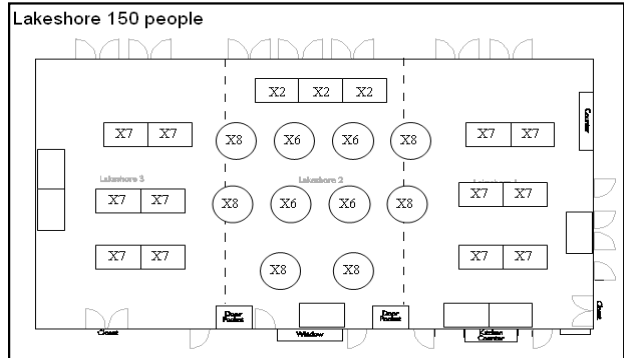 Lakeshore 150 people
X2 X2 X2
X7 X7 X8 X6 X6 X8 X7 X7
Counter
Lakeshore 3 Lakeshore 2
X7 X7 X8 X6 X6 X8 X7 X7
X7 X7 X8 X8 X7 X7
Door Pocket
Door Pocket
Closet
Window
Kitchen Counter
Closet